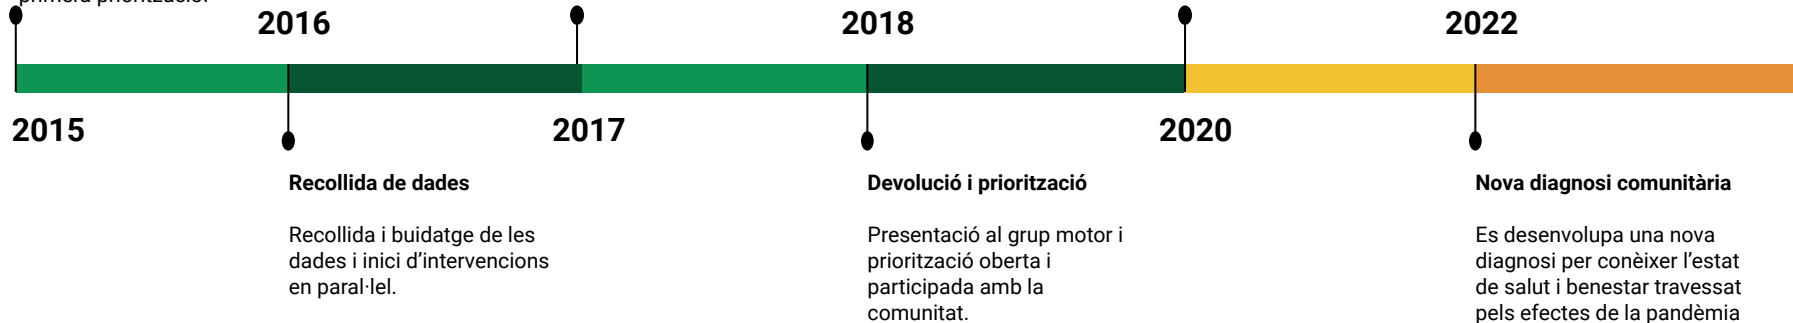 2016
2018
2022
2015
2017
2020
Recollida de dades
Recollida i buidatge de les
dades i inici d'intervencions
en paral·lel.
Devolució i priorització
Presentació al grup motor i
priorització oberta i
participada amb la
comunitat.
Nova diagnosi comunitària
Es desenvolupa una nova
diagnosi per conèixer l'estat
de salut i benestar travessat
pels efectes de la pandèmia